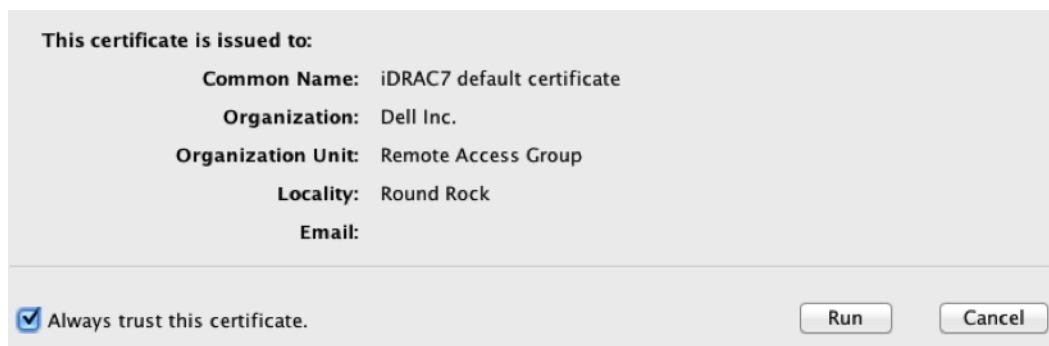 This certificate is issued to:
Common Name: iDRAC7 default certificate
Organization: Dell Inc.
Organization Unit: Remote Access Group
Locality: Round Rock
Email:
Always trust this certificate. Run Cancel